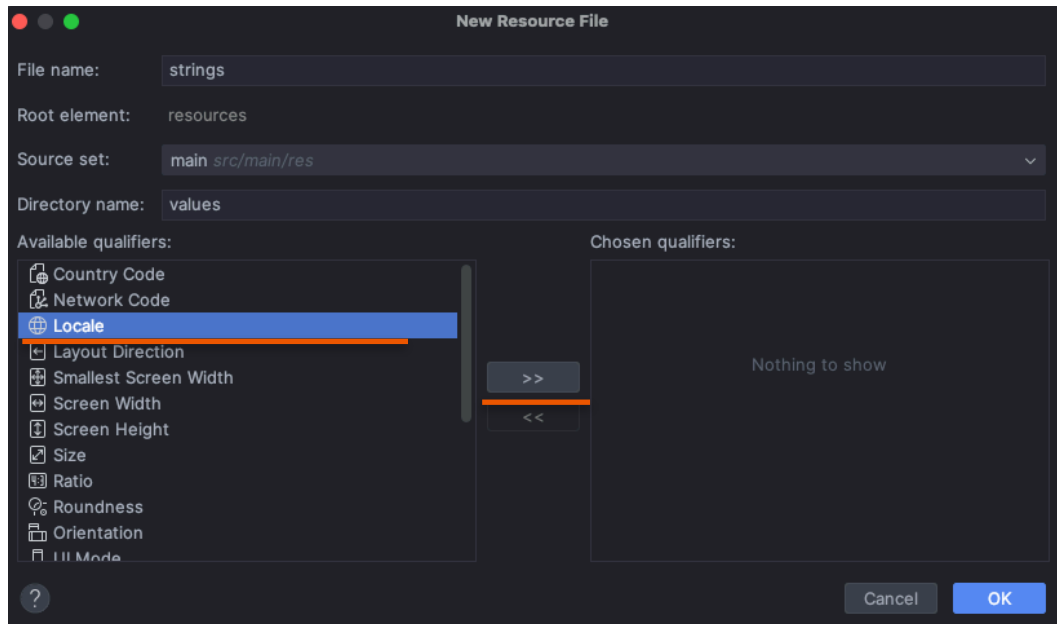 New Resource File
File name: strings
Root element: resources
Source set: main src/main/res
Directory name: values
Available qualifiers:
Country Code
Network Code
Locale
Layout Direction
Smallest Screen Width
Screen Width
Screen Height
Size
Ratio
Roundness
Orientation
UI Mode
>>
<<
Chosen qualifiers:
Nothing to show
?
Cancel OK